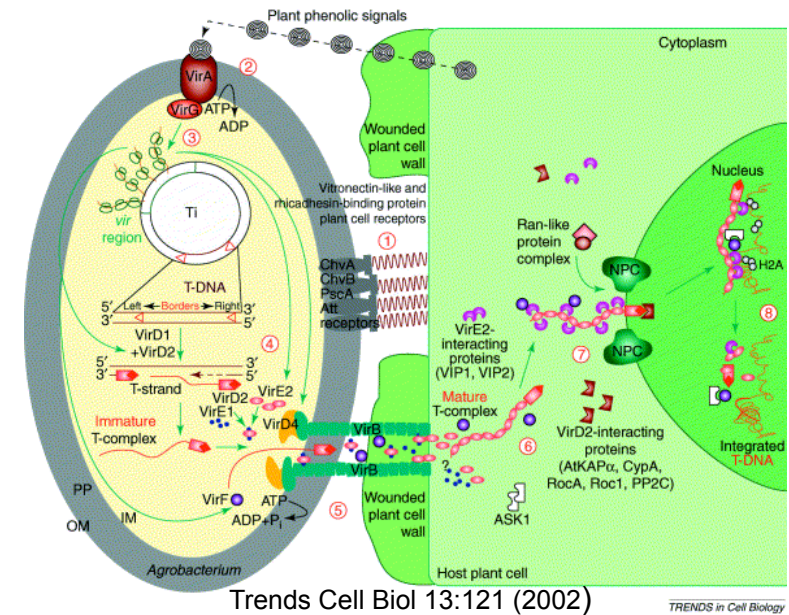 Plant phenolic signals
Cytoplasm
VirA
②
VirG
ATP
ADP
③
Wounded
plant cell
wall
Nucleus
Vitronectin-like and
rhicadhesin-binding protein
plant cell receptors
Ti
vir
region
①
Ran-like
protein
complex
NPC
H2A
ChvA
ChvB
PscA
Att
receptors
T-DNA
5′ Left Borders Right 3′
3′ 5′
VirD1
+VirD2
④
VirE2-
interacting
proteins
(VIP1, VIP2)
⑦
NPC
⑧
5′ 3′
3′ 5′
T-strand
VirD2
VirE2
VirE1
VirD4
VirB
Mature
T-complex
Immature
T-complex
VirB
?
⑥
VirD2-interacting
proteins
(AtKAPα, CypA,
RocA, Roc1, PP2C)
Integrated
T-DNA
PP
OM
IM
VirF
ATP
ADP+Pi
⑤
Wounded
plant cell
wall
ASK1
Agrobacterium
Host plant cell
Trends Cell Biol 13:121 (2002)
TRENDS in Cell Biology